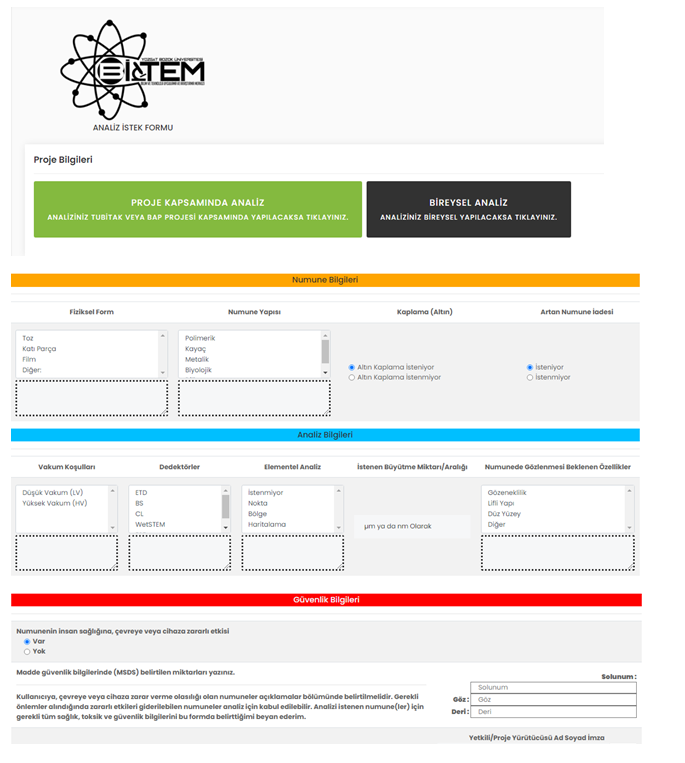 YOZGAT BOZOK ÜNİVERSİTESİ
BİLTEM
ANALİZ İSTEK FORMU
Proje Bilgileri
PROJE KAPSAMINDA ANALİZ
ANALİZİNİZ TUBİTAK VEYA BAP PROJESİ KAPSAMINDA YAPILACAKSA TIKLAYINIZ.
BİREYSEL ANALİZ
ANALİZİNİZ BİREYSEL YAPILACAKSA TIKLAYINIZ.
Numune Bilgileri
Fiziksel Form Numune Yapısı Kaplama (Altın) Artan Numune İadesi
Toz
Katı Parça
Film
Diğer:
Polimerik
Kayaç
Metalik
Biyolojik
Altın Kaplama İsteniyor
Altın Kaplama İstenmiyor
İsteniyor
İstenmiyor
Analiz Bilgileri
Vakum Koşulları Dedektörler Elementel Analiz İstenen Büyütme Miktarı/Aralığı Numunede Gözlenmesi Beklenen Özellikler
Düşük Vakum (LV)
Yüksek Vakum (HV)
ETD
BS
CL
WetSTEM
İstenmiyor
Nokta
Bölge
Haritalama
µm ya da nm Olarak
Gözeneklilik
Lifli Yapı
Düz Yüzey
Diğer
Güvenlik Bilgileri
Numunenin insan sağlığına, çevreye veya cihaza zararlı etkisi
Var
Yok
Madde güvenlik bilgilerinde (MSDS) belirtilen miktarları yazınız.
Kullanıcıya, çevreye veya cihaza zarar verme olasılığı olan numuneler açıklamalar bölümünde belirtilmelidir. Gerekli
önlemler alındığında zararlı etkileri giderilebilen numuneler analiz için kabul edilebilir. Analizi istenen numune(ler) için
gerekli tüm sağlık, toksik ve güvenlik bilgilerini bu formda belirttiğimi beyan ederim.
Solunum :
Solunum
Göz : Göz
Deri : Deri
Yetkili/Proje Yürütücüsü Ad Soyad İmza